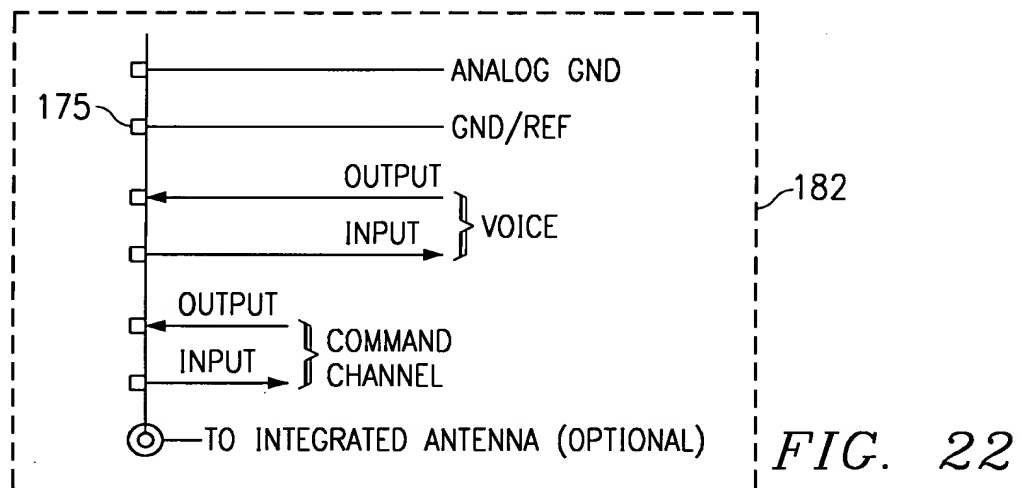 ANALOG GND
175
GND/REF
OUTPUT
182
INPUT
VOICE
OUTPUT
INPUT
COMMAND
CHANNEL
TO INTEGRATED ANTENNA (OPTIONAL)
FIG. 22